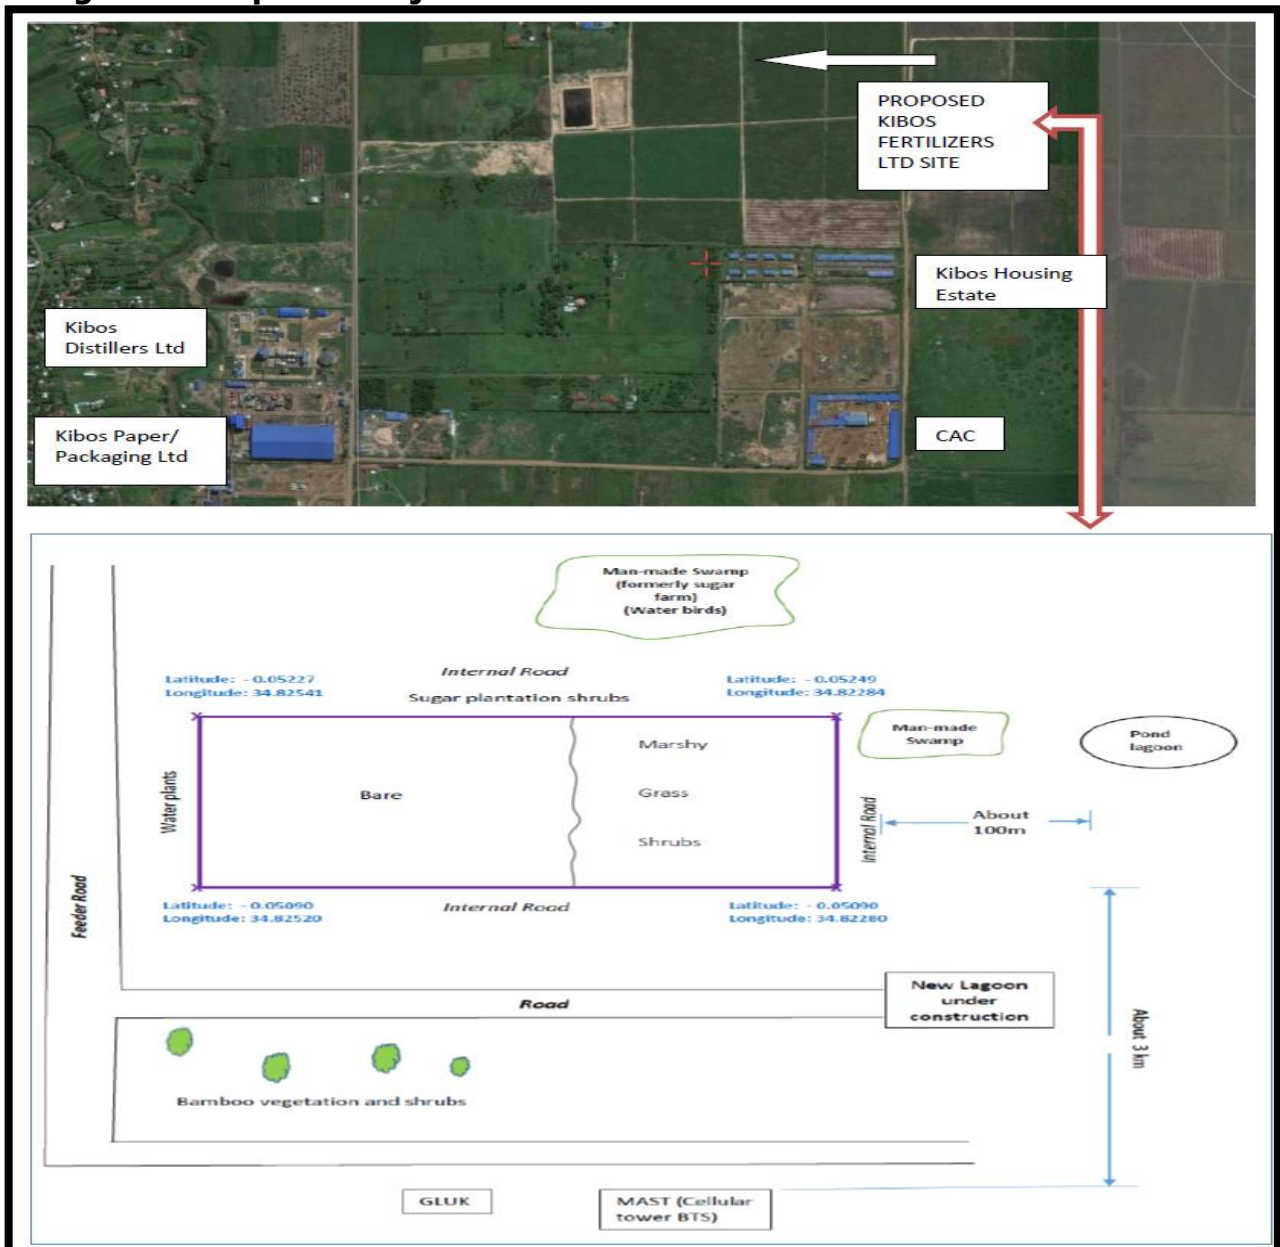 PROPOSED
KIBOS
FERTILIZERS
LTD SITE
Kibos Housing
Estate
Kibos
Distillers Ltd
Kibos Paper/
Packaging Ltd
CAC
Man-made Swamp
(formerly sugar
farm)
(Water birds)
Internal Road
Sugar plantation shrubs
Latitude: - 0.05227
Longitude: 34.82541
Latitude: - 0.05249
Longitude: 34.82284
Man-made
Swamp
Pond
lagoon
Marshy
Grass
Shrubs
Bare
Water plants
Internal Road
About
100m
Feeder Road
Latitude: - 0.05090
Longitude: 34.82520
Internal Road
Latitude: - 0.05090
Longitude: 34.82280
New Lagoon
under
construction
Road
About 3 km
Bamboo vegetation and shrubs
GLUK
MAST (Cellular
tower BTS)